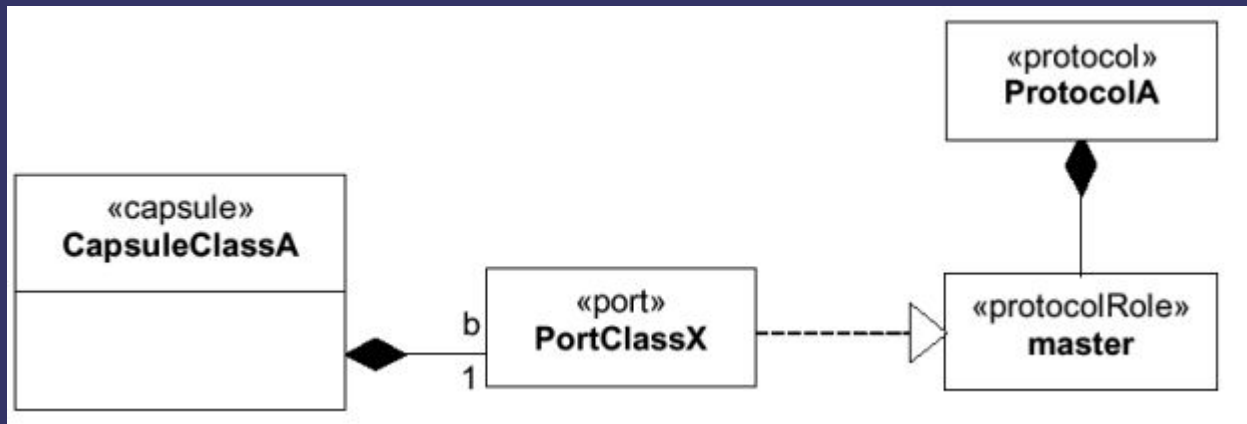 «protocol»
ProtocolA
«capsule»
CapsuleClassA
b
1
«port»
PortClassX
«protocolRole»
master